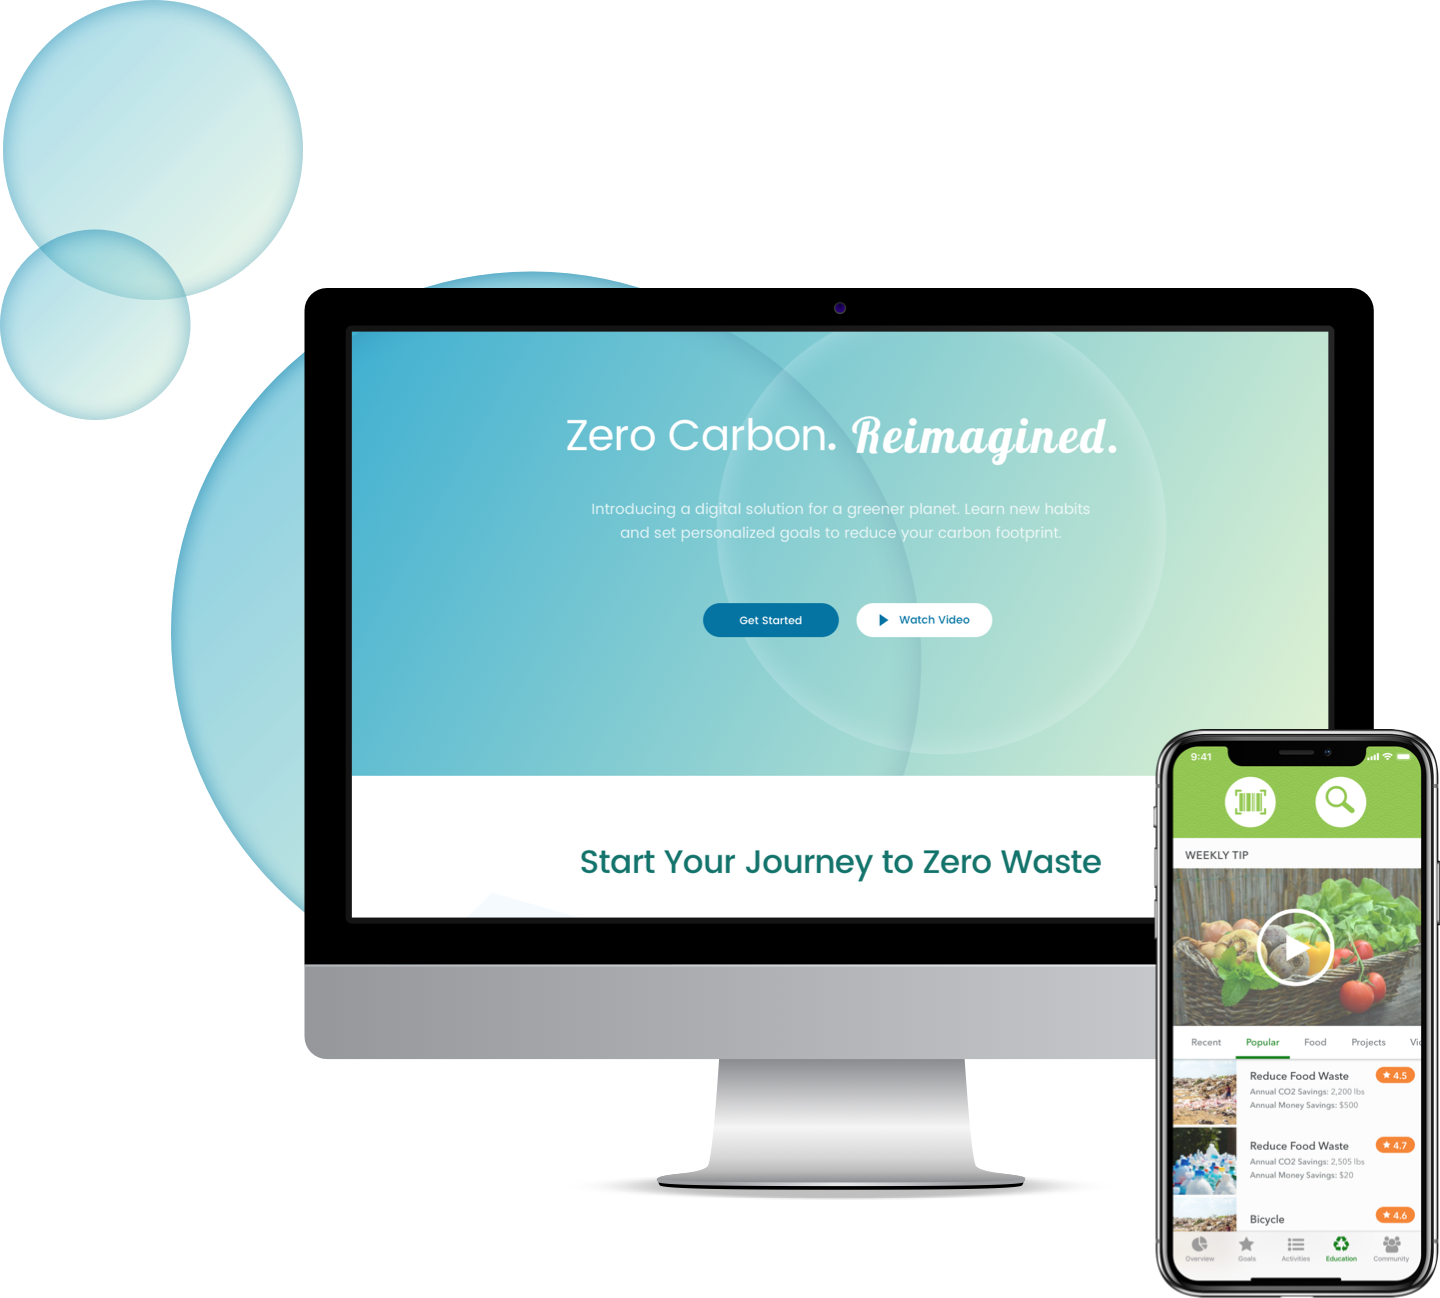 Zero Carbon. Reimagined.
Introducing a digital solution for a greener planet. Learn new habits
and set personalized goals to reduce your carbon footprint.
Get Started
Watch Video
Start Your Journey to Zero Waste
9:41
WEEKLY TIP
Recent Popular Food Projects
Reduce Food Waste 4.5
Annual CO2 Savings: 2,200 lbs
Annual Money Savings: $500
Reduce Food Waste 4.7
Annual CO2 Savings: 2,505 lbs
Annual Money Savings: $20
Bicycle 4.6
Overview Goals Activities Education Community